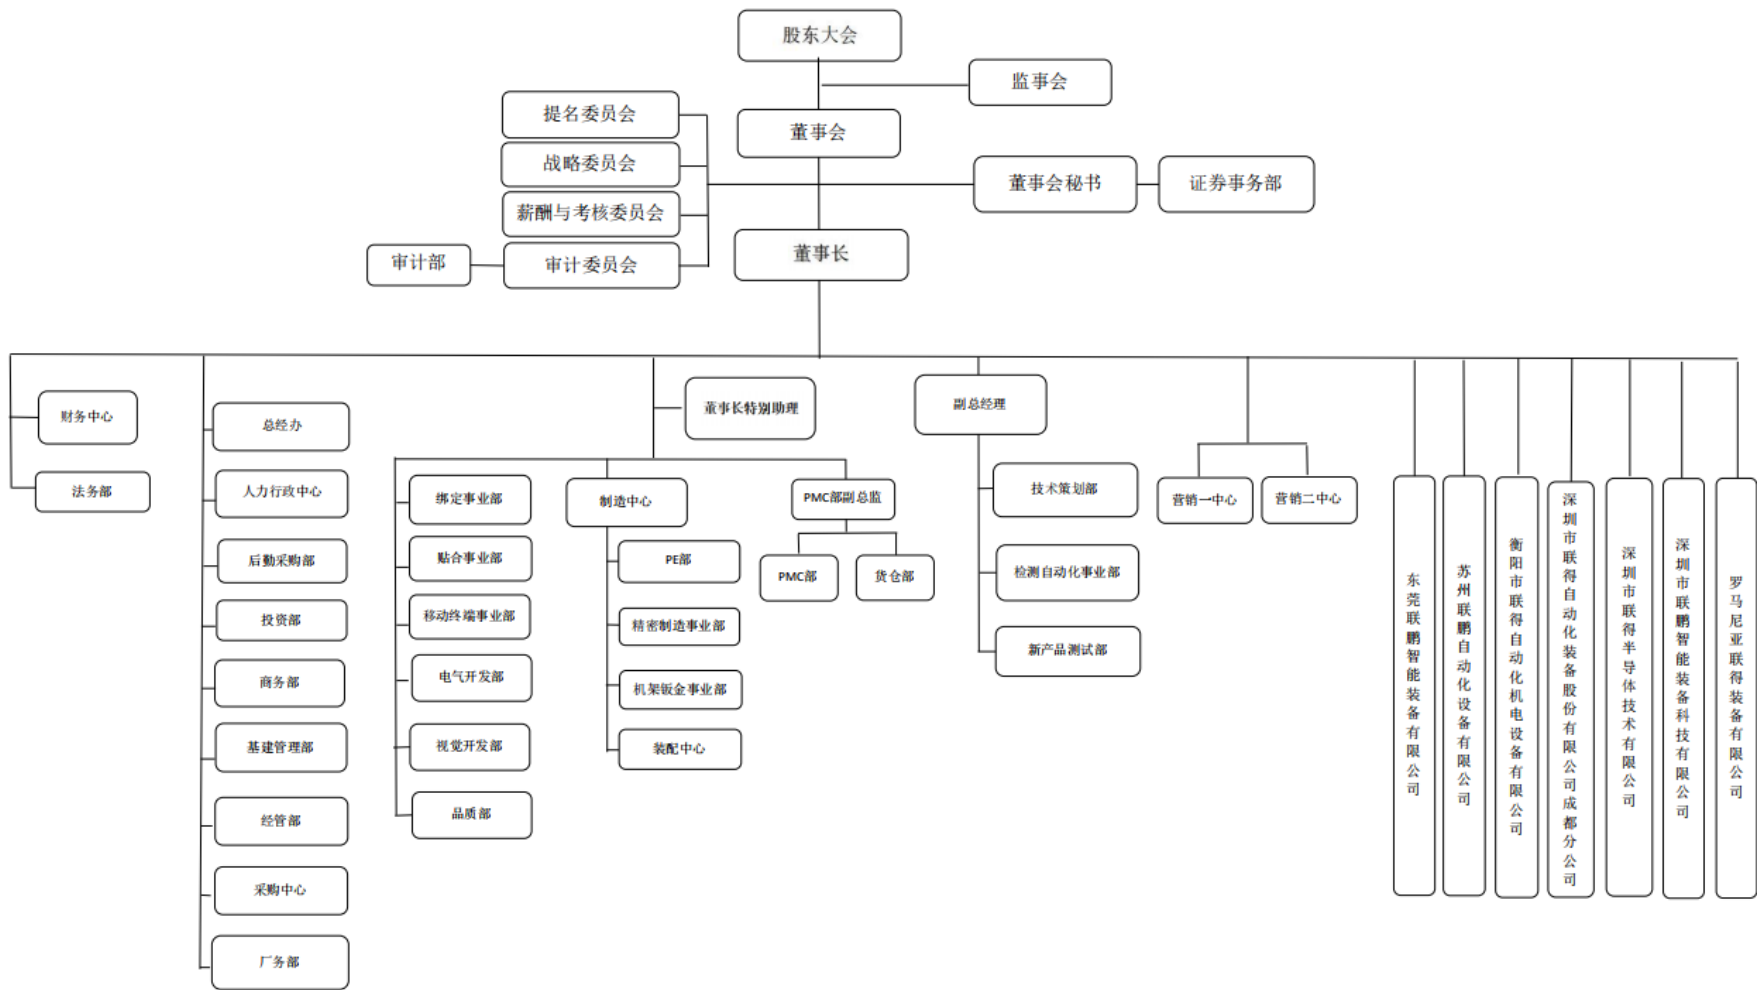 股东大会
监事会
提名委员会
董事会
战略委员会
董事会秘书
证券事务部
薪酬与考核委员会
董事长
审计部
审计委员会
财务中心
法务部
总经办
人力行政中心
后勤采购部
投资部
商务部
基建管理部
经管部
采购中心
厂务部
董事长特别助理
绑定事业部
贴合事业部
移动终端事业部
电气开发部
视觉开发部
品质部
制造中心
PE部
精密制造事业部
机架钣金事业部
装配中心
PMC部副总监
PMC部
货仓部
副总经理
技术策划部
检测自动化事业部
新产品测试部
营销一中心
营销二中心
东莞联鹏智能装备有限公司
苏州联鹏自动化设备有限公司
衡阳市联得自动化机电设备有限公司
深圳市联得自动化装备股份有限公司成都分公司
深圳市联得半导体技术有限公司
深圳市联鹏智能装备科技有限公司
罗马尼亚联得装备有限公司